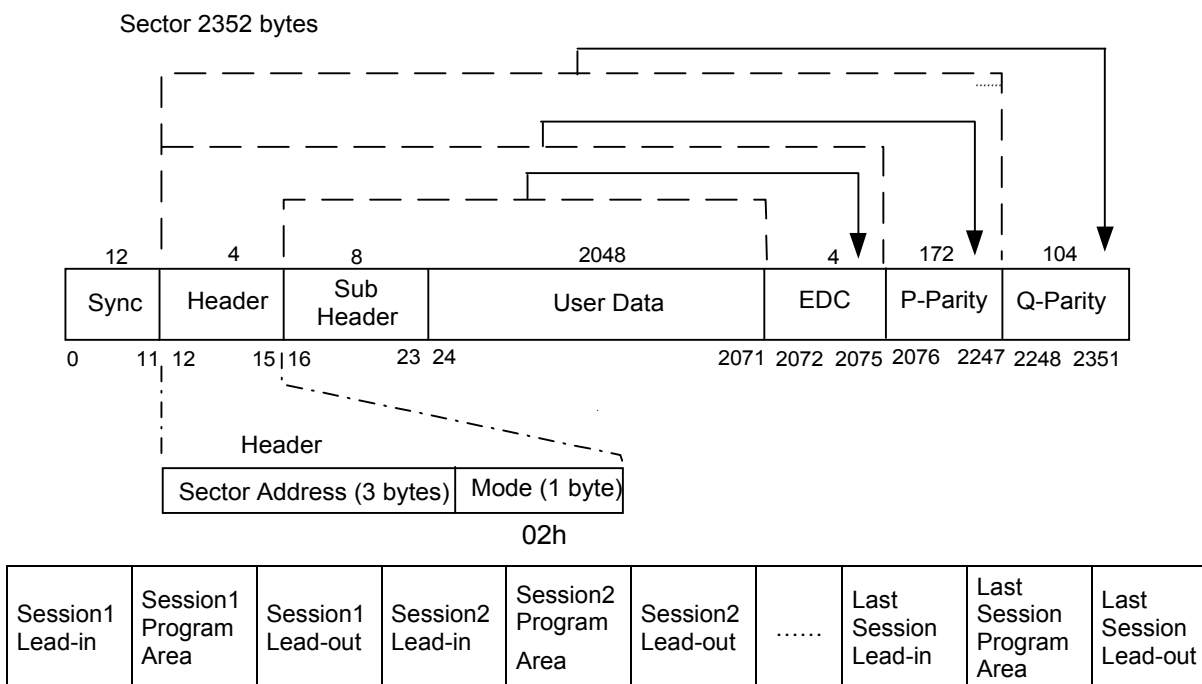 Sector 2352 bytes
12 4 8 2048 4 172 104
Sync Header Sub Header User Data EDC P-Parity Q-Parity
0 11 12 15 16 23 24 2071 2072 2075 2076 2247 2248 2351
Header
Sector Address (3 bytes) Mode (1 byte)
02h
Session1 Lead-in
Session1 Program Area
Session1 Lead-out
Session2 Lead-in
Session2 Program Area
Session2 Lead-out
......
Last Session Lead-in
Last Session Program Area
Last Session Lead-out